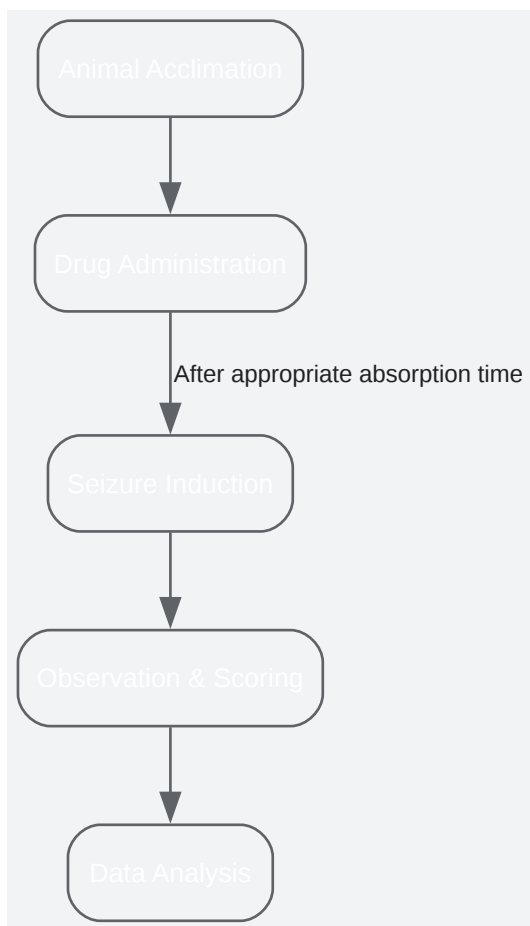 Animal Acclimation
Drug Administration
After appropriate absorption time
Seizure Induction
Observation & Scoring
Data Analysis